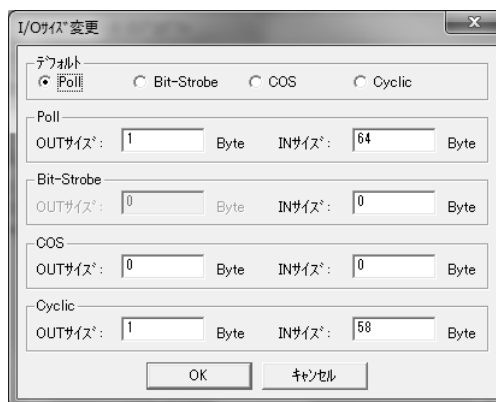 I/Oサイズ変更
デフォルト
Poll Bit-Strobe COS Cyclic
Poll
OUTサイズ: 1 Byte INサイズ: 64 Byte
Bit-Strobe
OUTサイズ: 0 Byte INサイズ: 0 Byte
COS
OUTサイズ: 0 Byte INサイズ: 0 Byte
Cyclic
OUTサイズ: 1 Byte INサイズ: 58 Byte
OK キャンセル